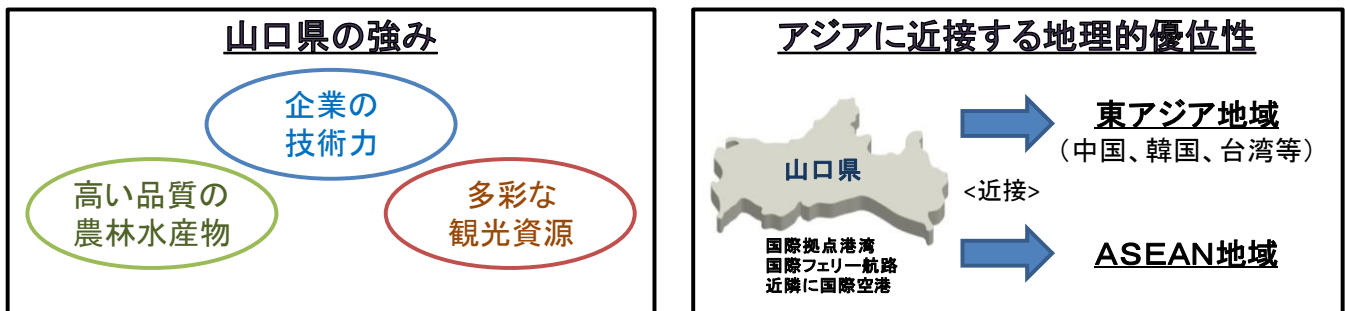 山口県の強み
企業の
技術力
高い品質の
農林水産物
多彩な
観光資源
アジアに近接する地理的優位性
山口県
国際拠点港湾
国際フェリー航路
近隣に国際空港
<近接>
東アジア地域
（中国、韓国、台湾等）
ＡＳＥＡＮ地域